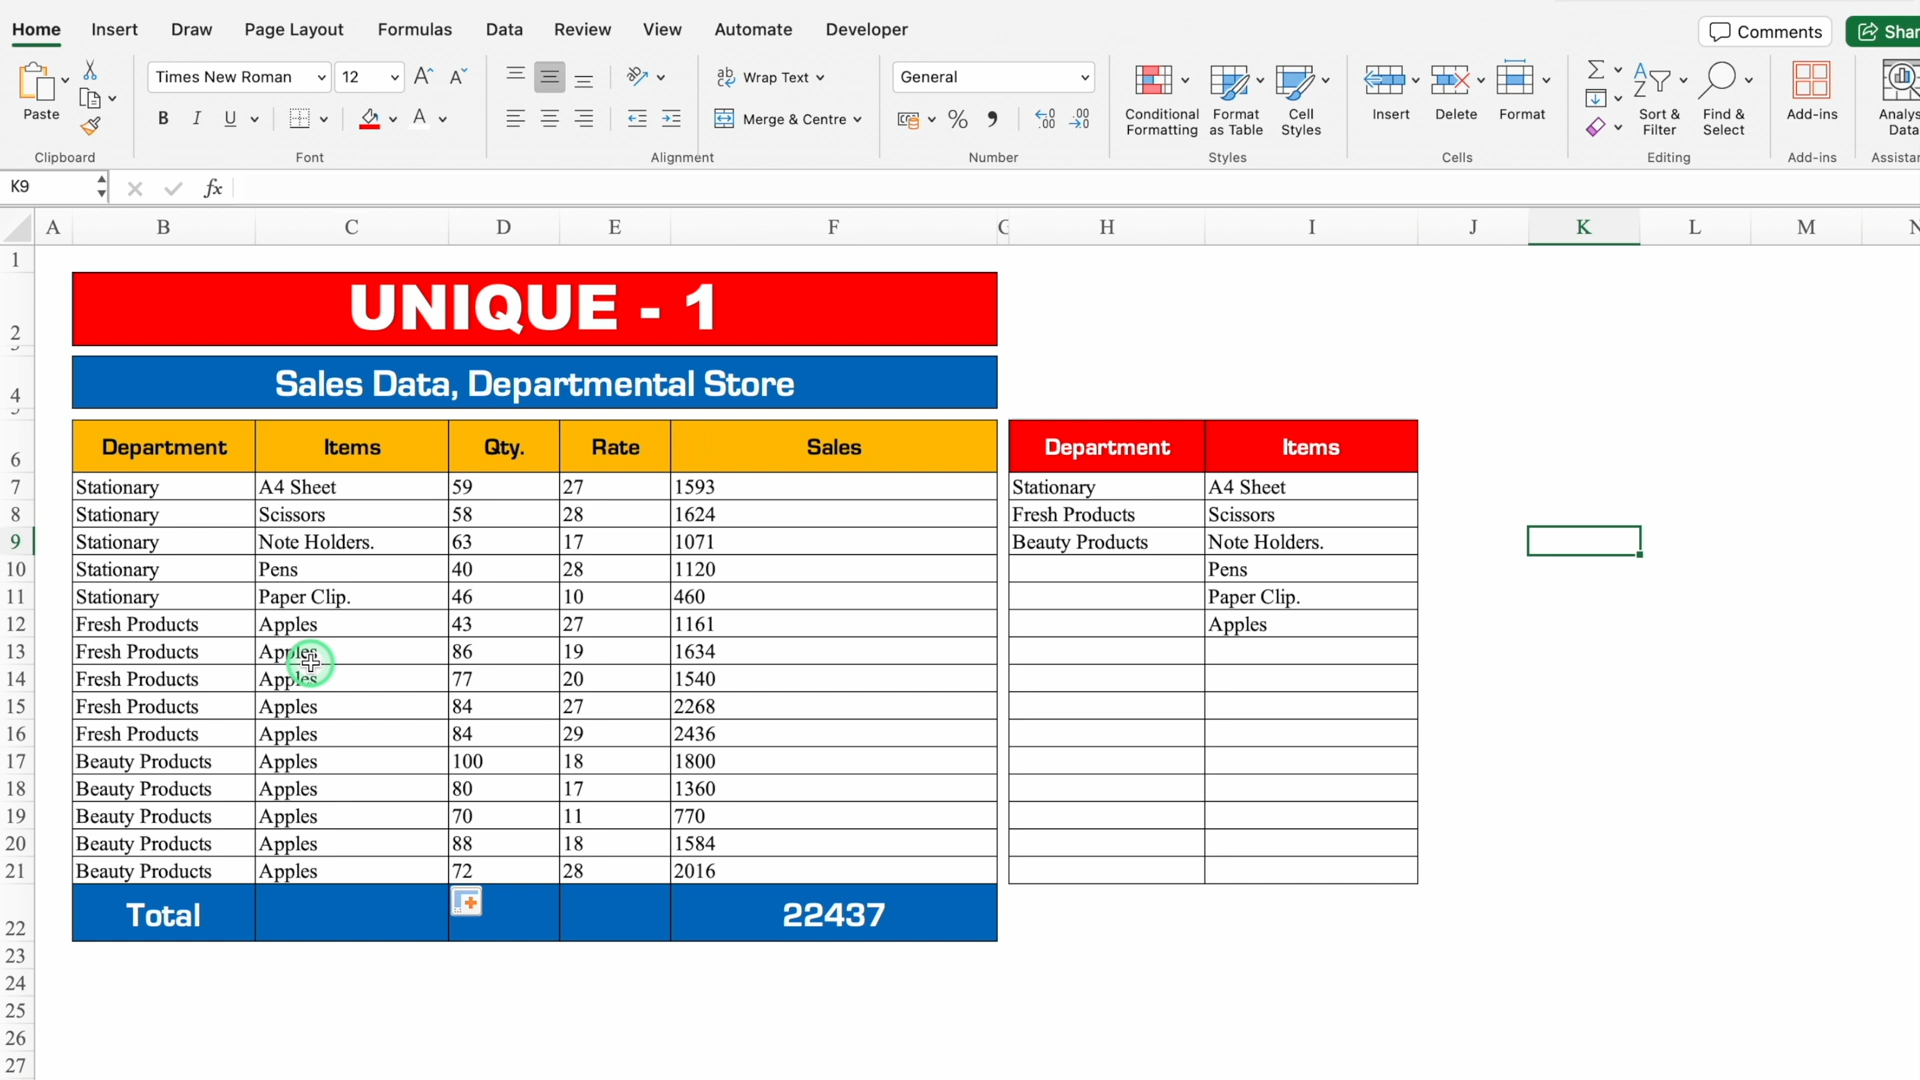 Home Insert Draw Page Layout Formulas Data Review View Automate Developer Comments
Times New Roman 12 Wrap Text General
Paste B I U A Merge & Centre % Conditional Formatting Format as Table Cell Styles Insert Delete Format Sort & Filter Find & Select Add-ins
Clipboard Font Alignment Number Styles Cells Editing Add-ins
K9 fx
A B C D E F H I J K L M N
1
2 UNIQUE - 1
4 Sales Data, Departmental Store
6 Department Items Qty. Rate Sales Department Items
7 Stationary A4 Sheet 59 27 1593 Stationary A4 Sheet
8 Stationary Scissors 58 28 1624 Fresh Products Scissors
9 Stationary Note Holders. 63 17 1071 Beauty Products Note Holders.
10 Stationary Pens 40 28 1120 Pens
11 Stationary Paper Clip. 46 10 460 Paper Clip.
12 Fresh Products Apples 43 27 1161 Apples
13 Fresh Products Apples 86 19 1634
14 Fresh Products Apples 77 20 1540
15 Fresh Products Apples 84 27 2268
16 Fresh Products Apples 84 29 2436
17 Beauty Products Apples 100 18 1800
18 Beauty Products Apples 80 17 1360
19 Beauty Products Apples 70 11 770
20 Beauty Products Apples 88 18 1584
21 Beauty Products Apples 72 28 2016
22 Total 22437
23
24
25
26
27